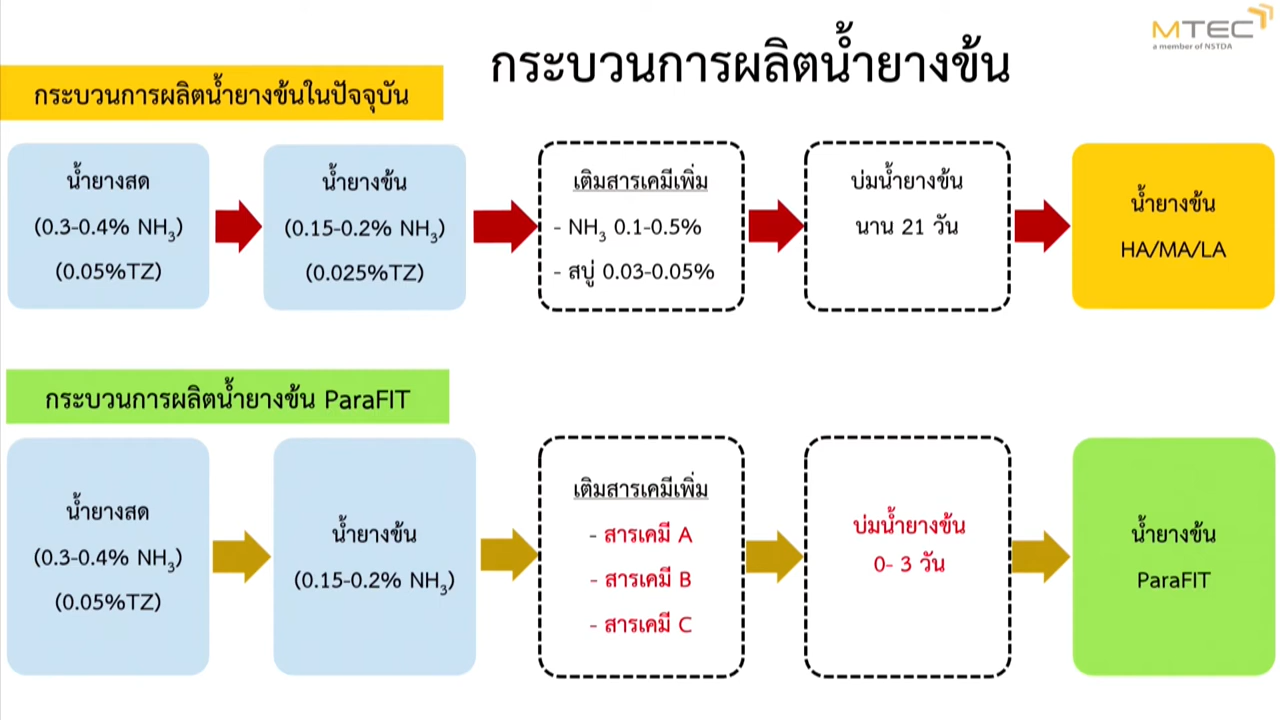 MTEC
a member of NSTDA
กระบวนการผลิตน้ำยางข้น
กระบวนการผลิตน้ำยางข้นในปัจจุบัน
น้ำยางสด
(0.3-0.4% NH₃)
(0.05%TZ)
น้ำยางข้น
(0.15-0.2% NH₃)
(0.025%TZ)
เติมสารเคมีเพิ่ม
- NH₃ 0.1-0.5%
- สบู่ 0.03-0.05%
บ่มน้ำยางข้น
นาน 21 วัน
น้ำยางข้น
HA/MA/LA
กระบวนการผลิตน้ำยางข้น ParaFIT
น้ำยางสด
(0.3-0.4% NH₃)
(0.05%TZ)
น้ำยางข้น
(0.15-0.2% NH₃)
เติมสารเคมีเพิ่ม
- สารเคมี A
- สารเคมี B
- สารเคมี C
บ่มน้ำยางข้น
0- 3 วัน
น้ำยางข้น
ParaFIT